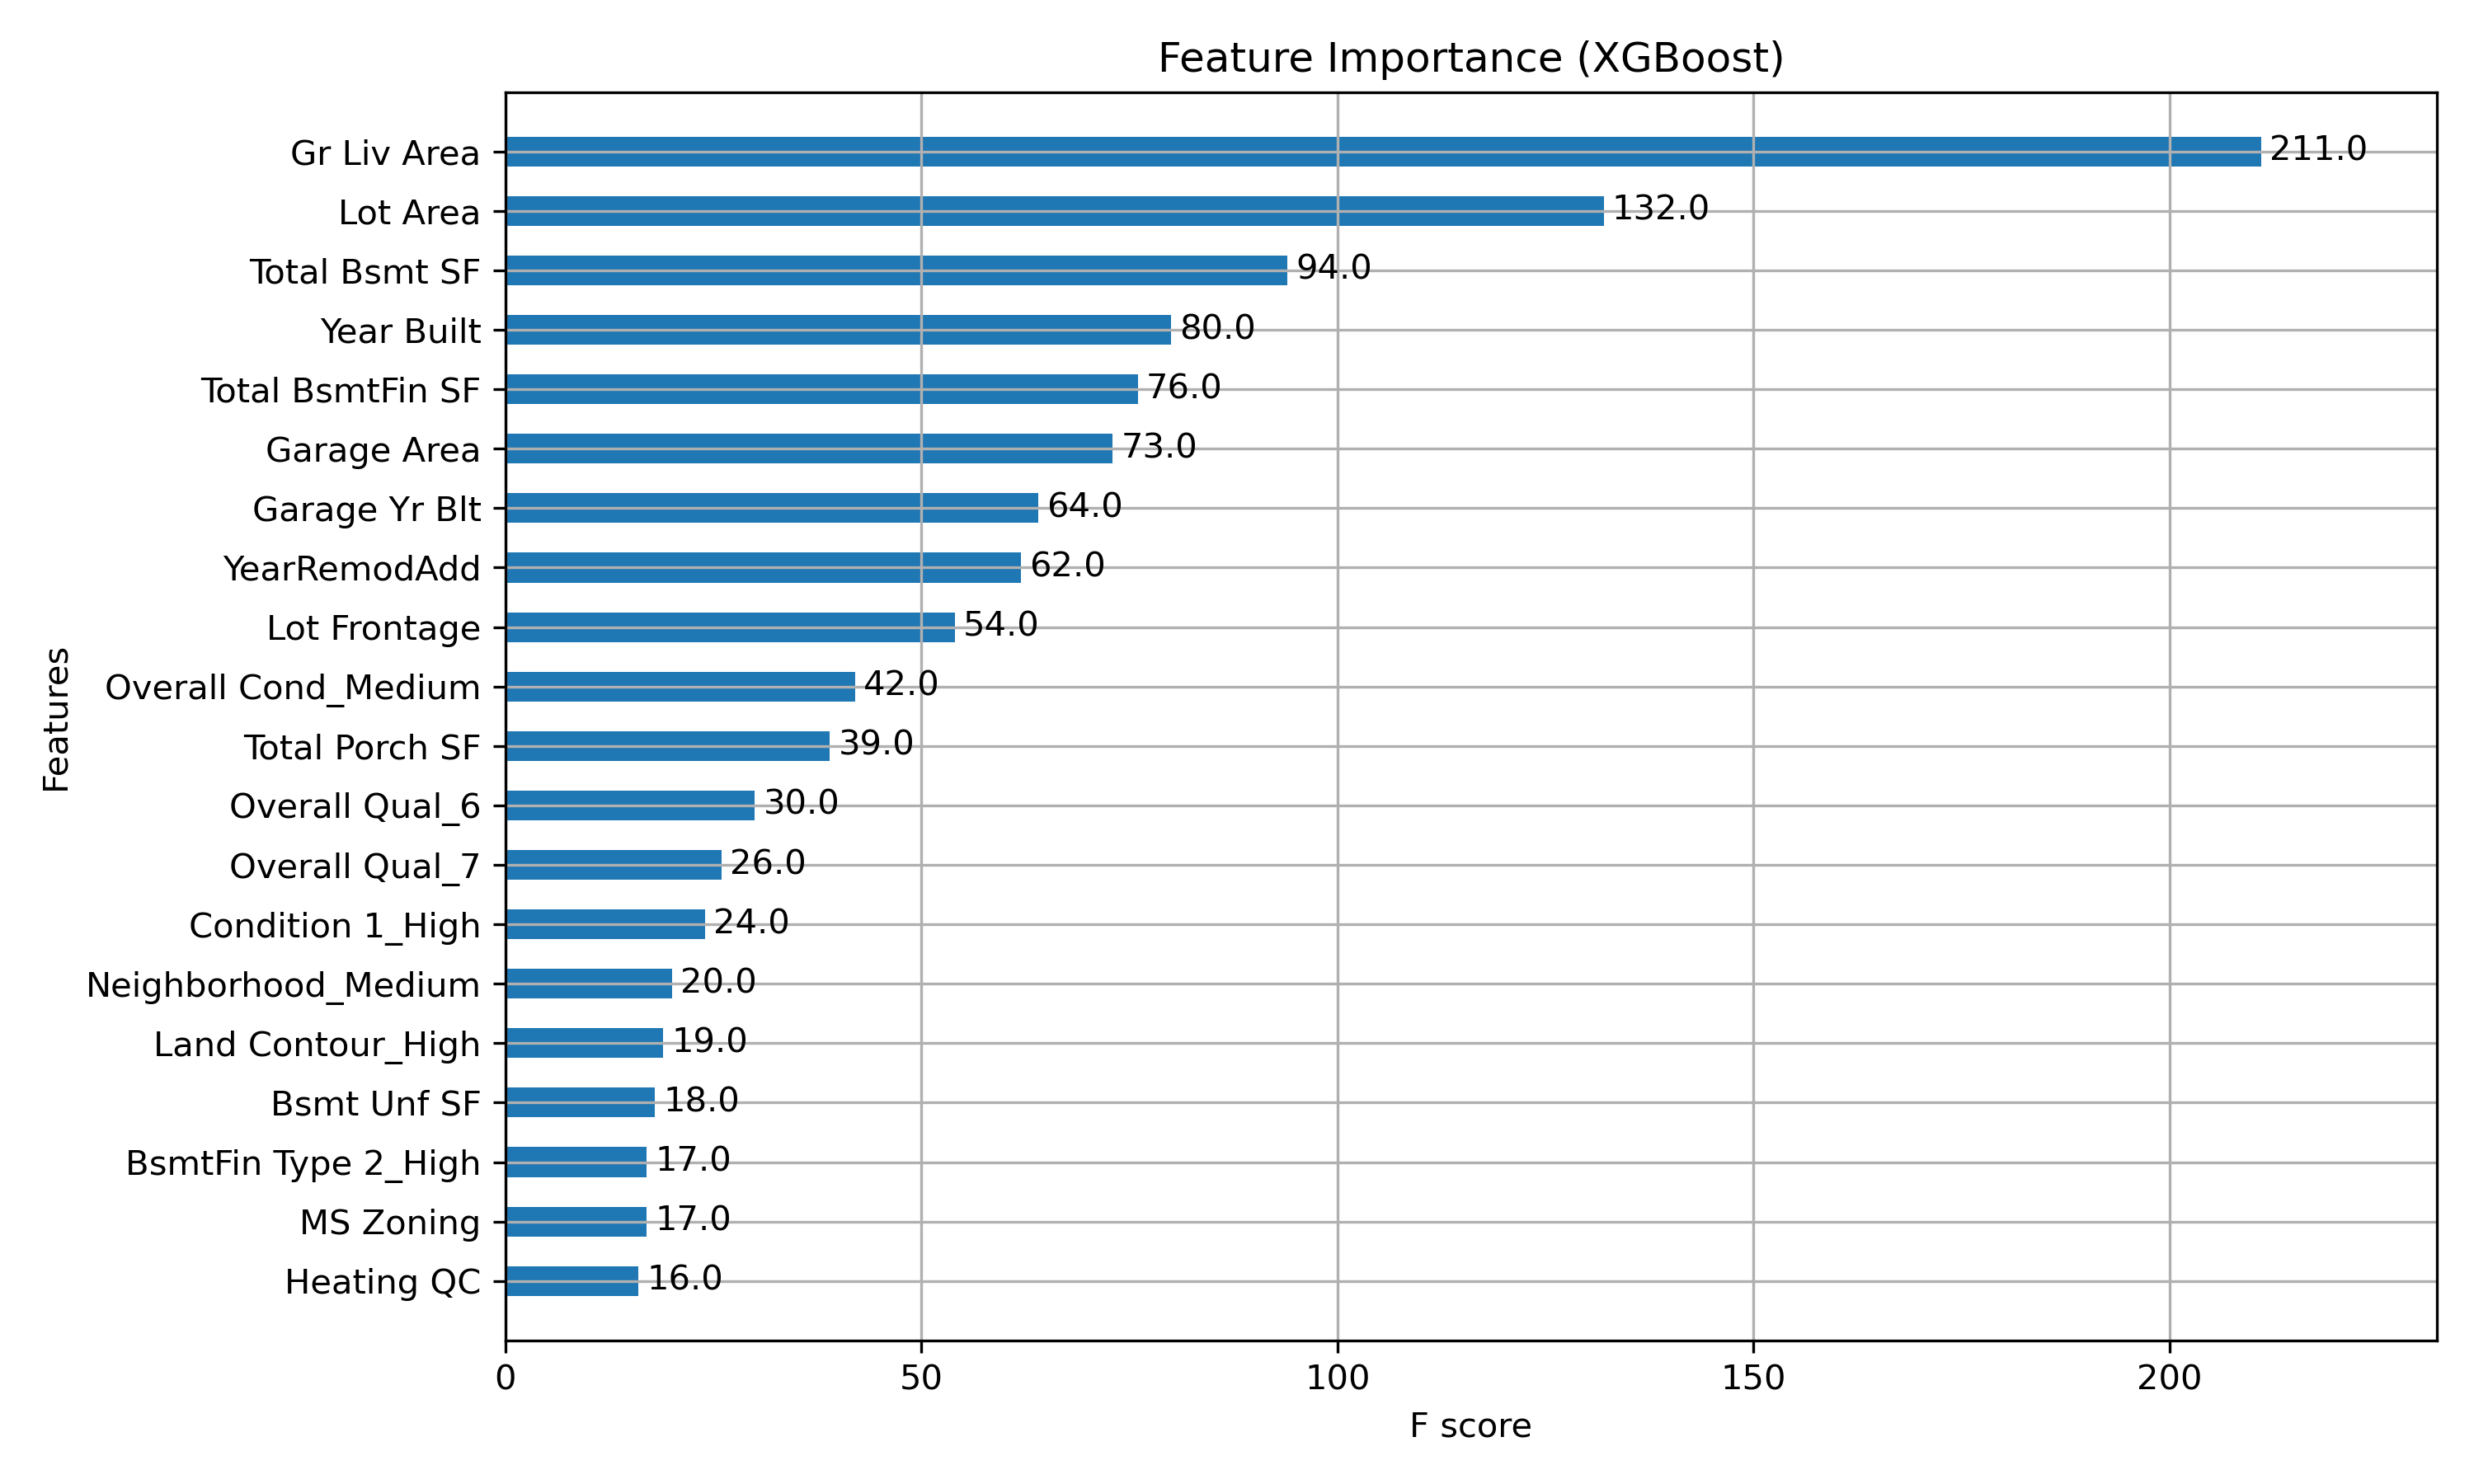 Feature Importance (XGBoost)
Gr Liv Area 211.0
Lot Area 132.0
Total Bsmt SF 94.0
Year Built 80.0
Total BsmtFin SF 76.0
Garage Area 73.0
Garage Yr Blt 64.0
YearRemodAdd 62.0
Lot Frontage 54.0
Overall Cond_Medium 42.0
Total Porch SF 39.0
Overall Qual_6 30.0
Overall Qual_7 26.0
Condition 1_High 24.0
Neighborhood_Medium 20.0
Land Contour_High 19.0
Bsmt Unf SF 18.0
BsmtFin Type 2_High 17.0
MS Zoning 17.0
Heating QC 16.0
Features
0 50 100 150 200
F score